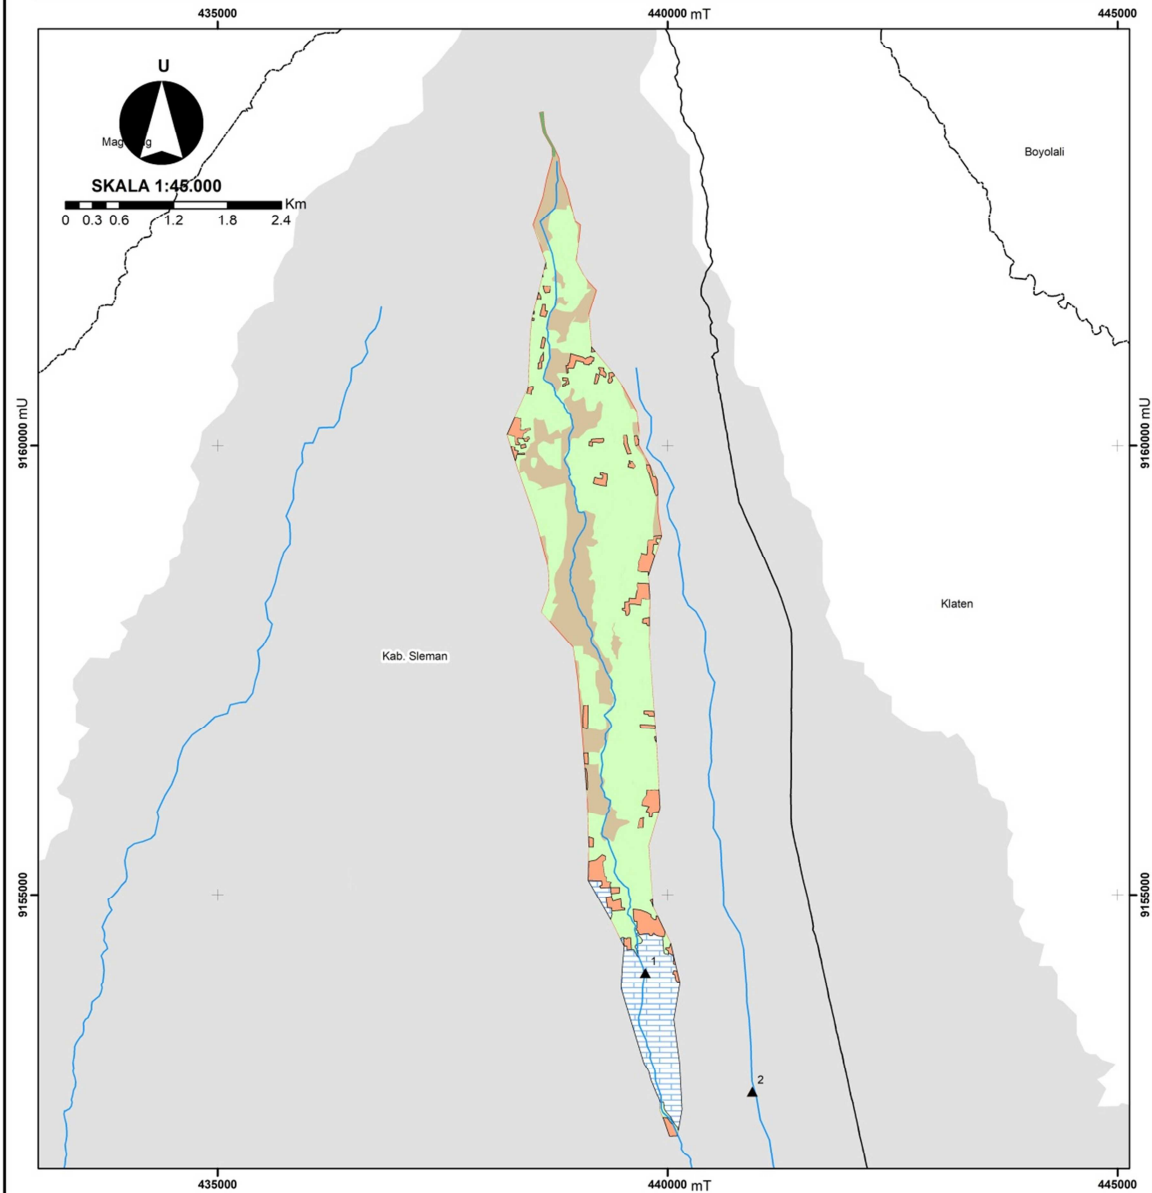 435000
440000 mT
445000
U
Magelang
Boyolali
SKALA 1:45.000
Km
0 0.3 0.6 1.2 1.8 2.4
9160000 mU
9160000 mU
Klaten
Kab. Sleman
9155000
9155000
1
2
435000
440000 mT
445000